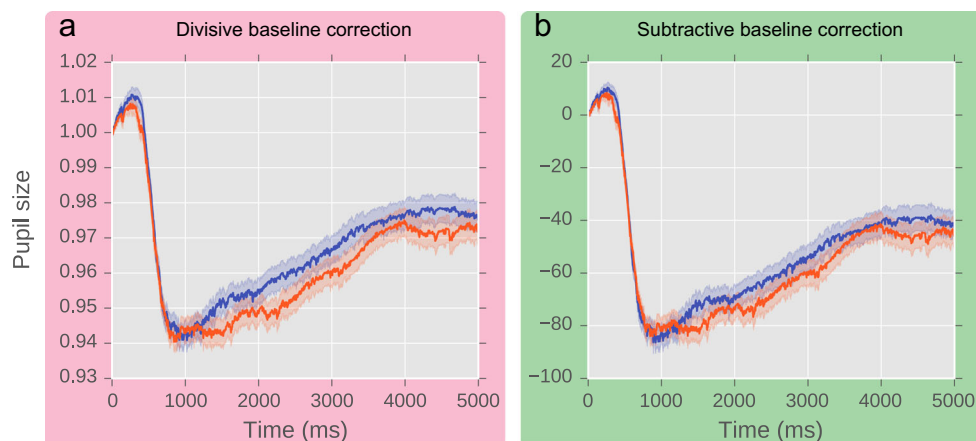 a Divisive baseline correction
1.02
1.01
1.00
0.99
0.98
0.97
0.96
0.95
0.94
0.93
Pupil size
0 1000 2000 3000 4000 5000
Time (ms)
b Subtractive baseline correction
20
0
−20
−40
−60
−80
−100
0 1000 2000 3000 4000 5000
Time (ms)